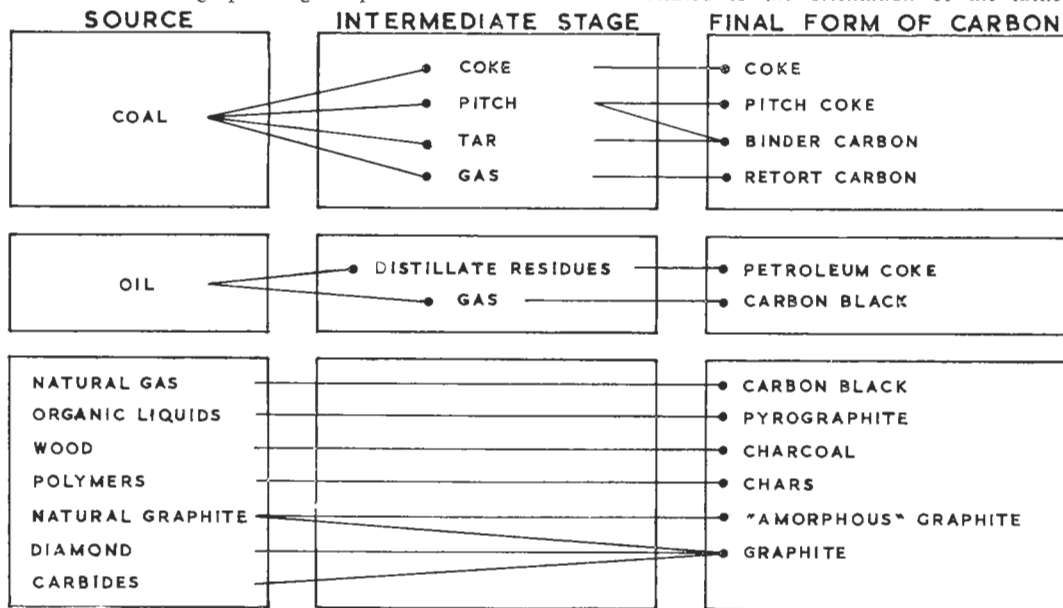 SOURCE INTERMEDIATE STAGE FINAL FORM OF CARBON
COAL
COKE
PITCH
TAR
GAS
COKE
PITCH COKE
BINDER CARBON
RETORT CARBON
OIL
DISTILLATE RESIDUES
GAS
PETROLEUM COKE
CARBON BLACK
NATURAL GAS
ORGANIC LIQUIDS
WOOD
POLYMERS
NATURAL GRAPHITE
DIAMOND
CARBIDES
CARBON BLACK
PYROGRAPHITE
CHARCOAL
CHARS
"AMORPHOUS" GRAPHITE
GRAPHITE